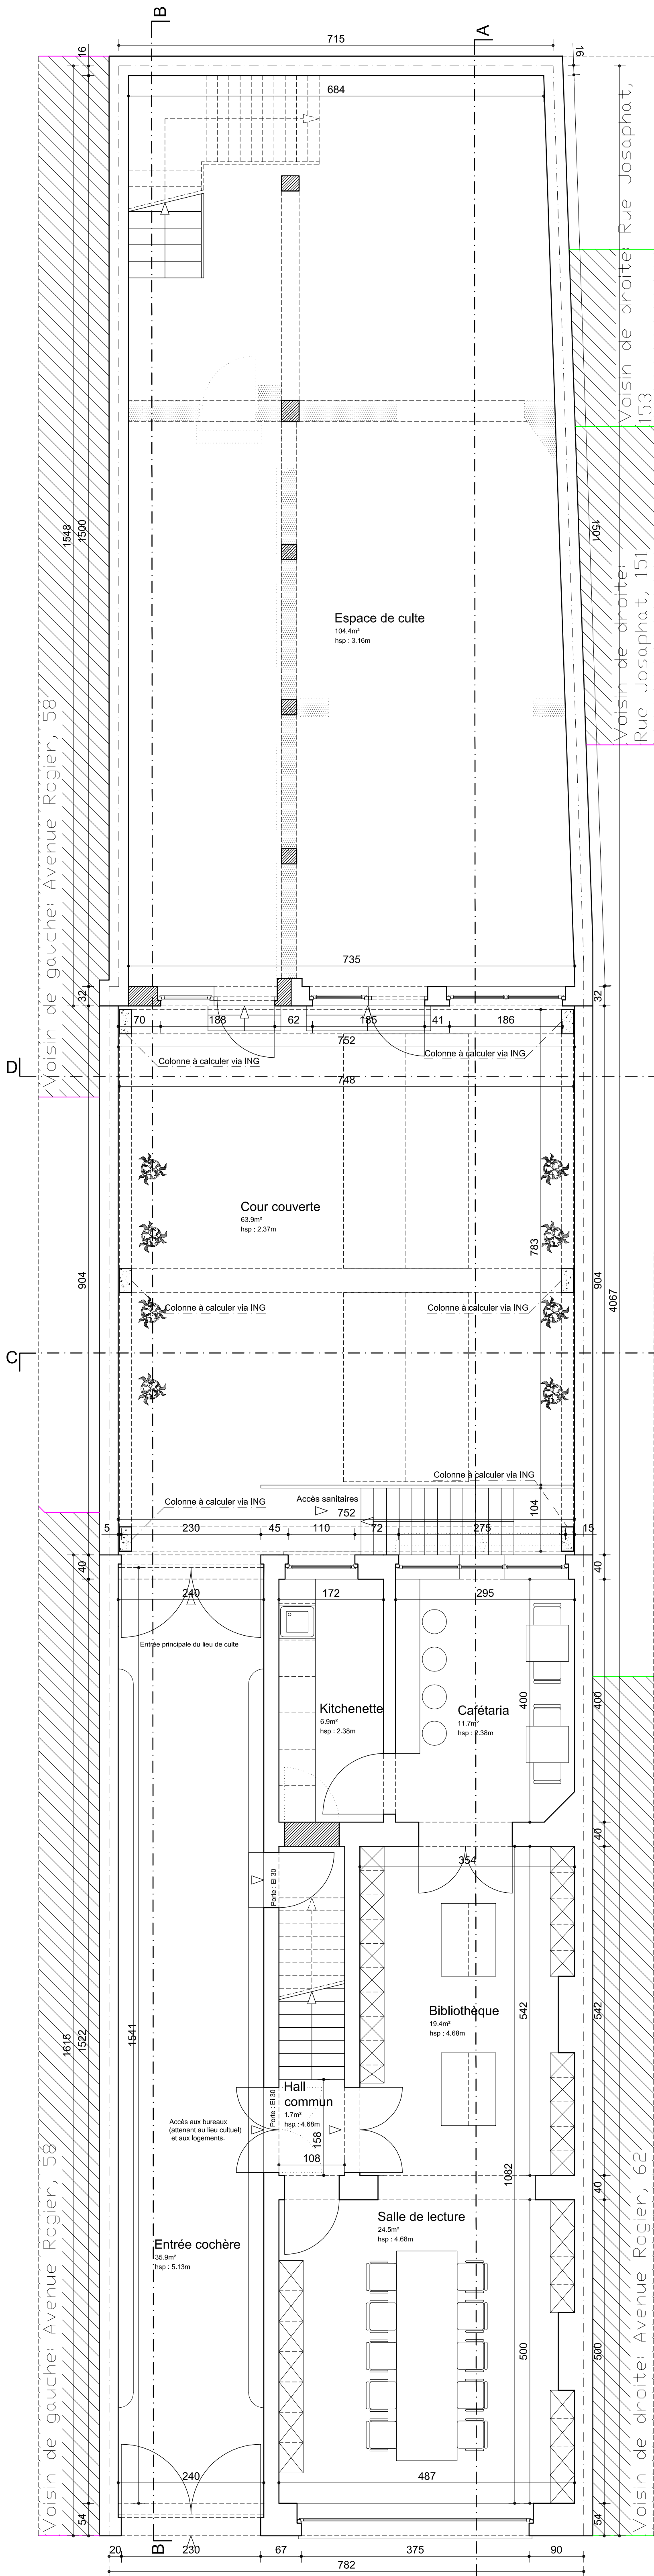 B
A
715
16
16
684
Voisin de droite: Rue Josaphat,
153
1548
1500
1501
Espace de culte
104.4m²
hsp : 3.16m
Voisin de droite:
Rue Josaphat, 151
Voisin de gauche: Avenue Rogier, 58
735
32
32
70
188
62
185
41
186
752
Colonne à calculer via ING
Colonne à calculer via ING
D
748
Cour couverte
63.9m²
hsp : 2.37m
783
904
904
4067
Colonne à calculer via ING
Colonne à calculer via ING
C
Colonne à calculer via ING
Accès sanitaires
Colonne à calculer via ING
752
104
5
230
45
110
72
275
15
40
40
240
172
295
Entrée principale du lieu de culte
Kitchenette
6.9m²
hsp : 2.38m
Cafétaria
11.7m²
hsp : 2.38m
400
400
40
354
Porte : EI 30
1615
1522
1541
Bibliothèque
19.4m²
hsp : 4.68m
542
542
Hall
commun
1.7m²
hsp : 4.68m
Porte : EI 30
Accès aux bureaux
(attenant au lieu cultuel)
et aux logements.
158
108
1082
40
Salle de lecture
24.5m²
hsp : 4.68m
Entrée cochère
35.9m²
hsp : 5.13m
500
500
Voisin de gauche: Avenue Rogier, 58
Voisin de droite: Avenue Rogier, 62
240
487
54
54
B
20
230
67
375
90
782